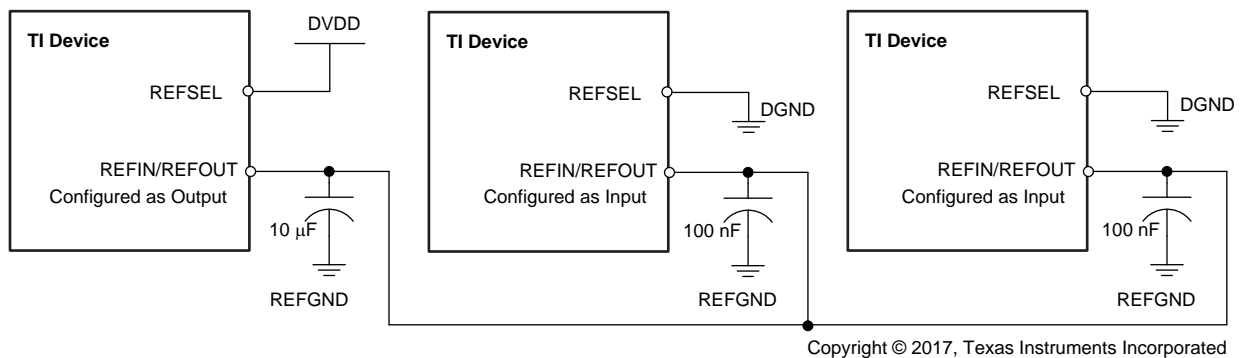 TI Device
DVDD
REFSEL
REFIN/REFOUT
Configured as Output
10 μF
REFGND
TI Device
REFSEL
DGND
REFIN/REFOUT
Configured as Input
100 nF
REFGND
TI Device
REFSEL
DGND
REFIN/REFOUT
Configured as Input
100 nF
REFGND
Copyright © 2017, Texas Instruments Incorporated